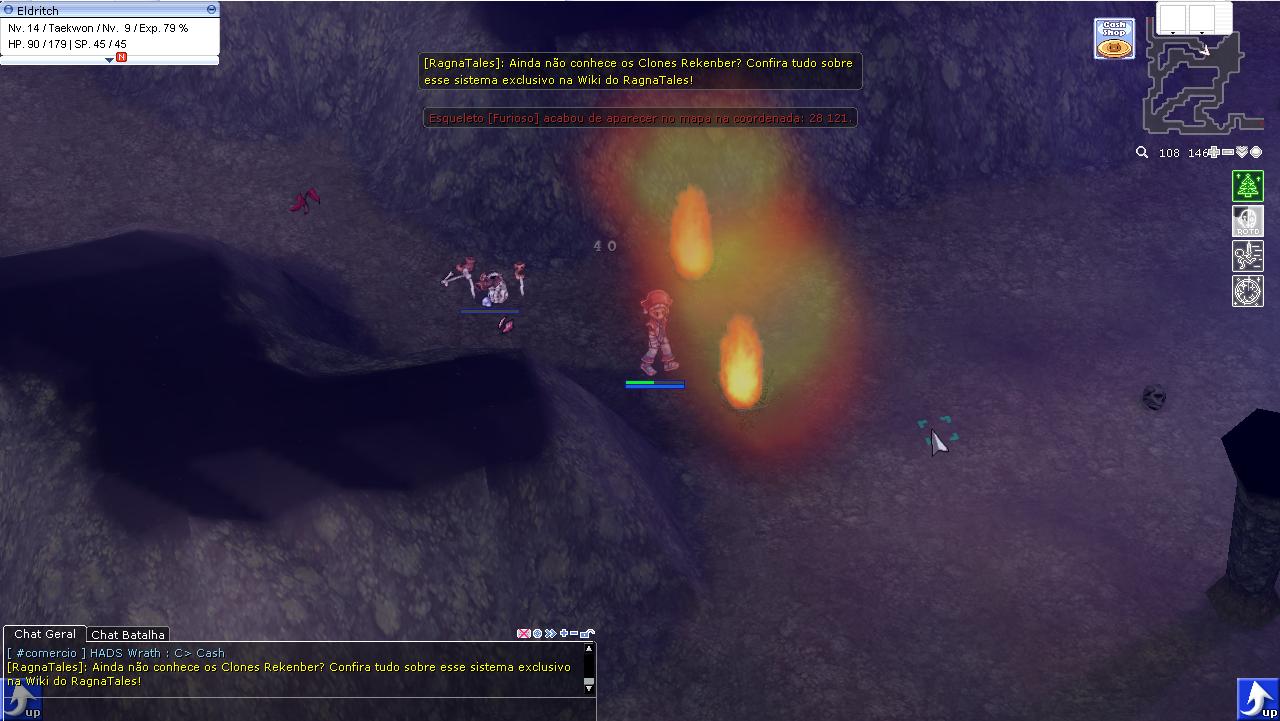 Eldritch
Nv. 14 / Taekwon / Nv. 9 / Exp. 79 %
HP. 90 / 179 | SP. 45 / 45
N
Cash
Shop
[RagnaTales]: Ainda não conhece os Clones Rekenber? Confira tudo sobre
esse sistema exclusivo na Wiki do RagnaTales!
Esqueleto [Furioso] acabou de aparecer no mapa na coordenada: 28 121.
108 146
ROTD
4 0
Chat Geral
Chat Batalha
[ #comercio ] HADS Wrath : C> Cash
[RagnaTales]: Ainda não conhece os Clones Rekenber? Confira tudo sobre esse sistema exclusivo
na Wiki do RagnaTales!
up
up